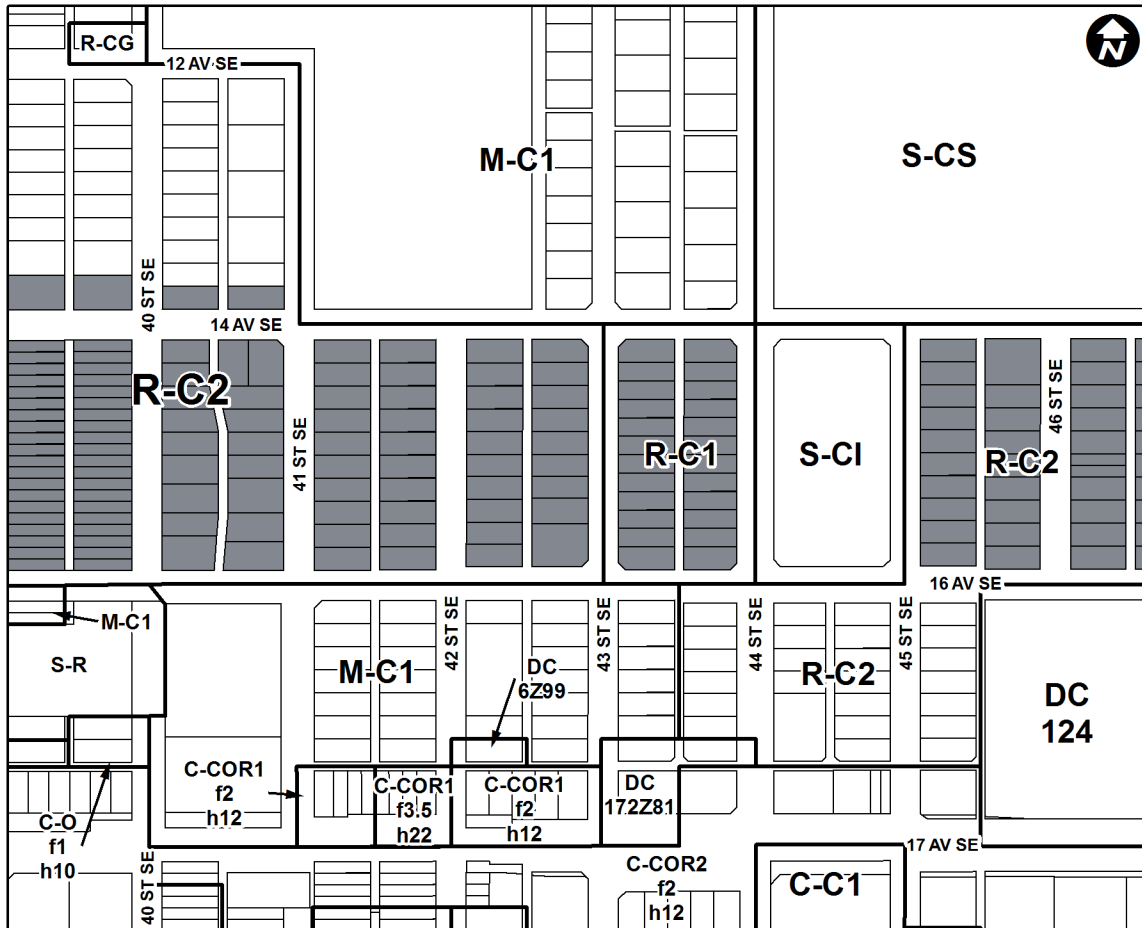 R-CG
N
12 AV SE
M-C1
S-CS
40 ST SE
14 AV SE
R-C2
41 ST SE
R-C1
S-CI
R-C2
46 ST SE
16 AV SE
M-C1
S-R
42 ST SE
43 ST SE
44 ST SE
45 ST SE
M-C1
DC
6Z99
R-C2
DC
124
C-COR1
f2
h12
C-COR1
f3.5
h22
C-COR1
f2
h12
DC
172Z81
C-O
f1
h10
17 AV SE
40 ST SE
C-COR2
f2
h12
C-C1